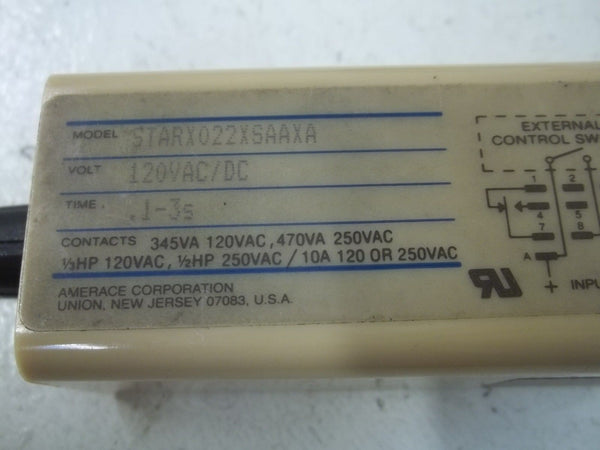 MODEL STARX022XSAAXA
VOLT 120VAC/DC
TIME . .1-3s
CONTACTS 345VA 120VAC, 470VA 250VAC
⅓HP 120VAC, ½HP 250VAC / 10A 120 OR 250VAC
AMERACE CORPORATION
UNION, NEW JERSEY 07083, U.S.A.
EXTERNAL
CONTROL SW
1 2
4 5
7 8
A
+ INPU